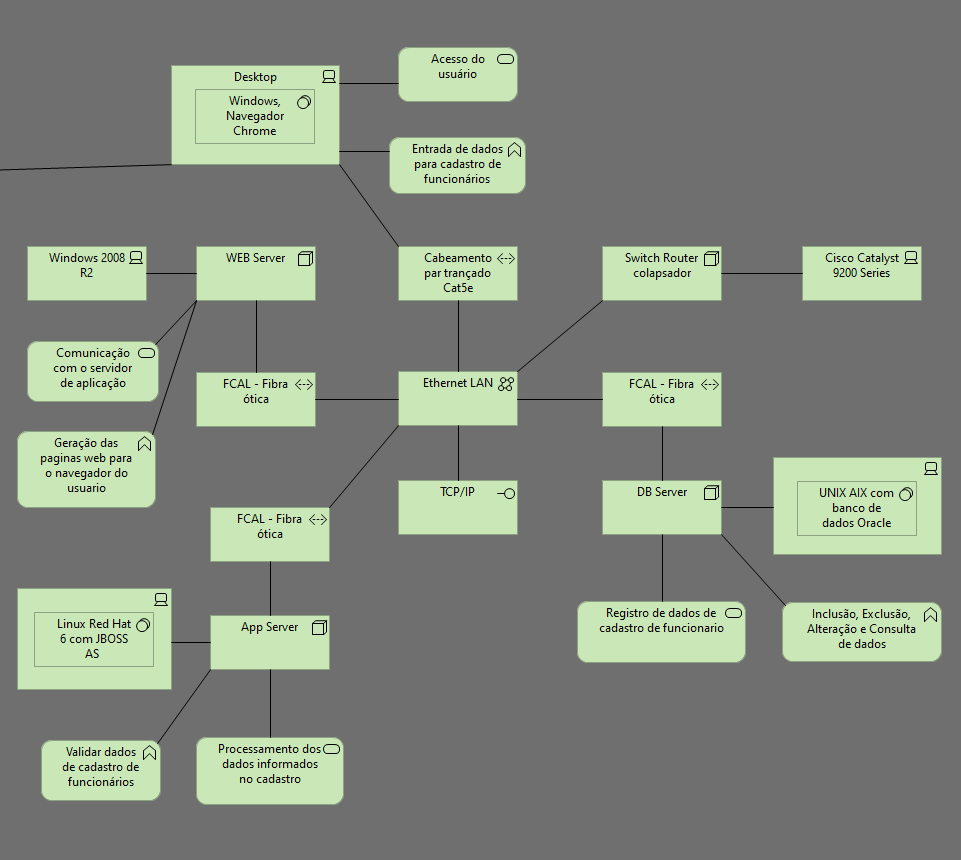 Desktop
Windows,
Navegador
Chrome
Acesso do
usuário
Entrada de dados
para cadastro de
funcionários
Windows 2008
R2
WEB Server
Cabeamento
par trançado
Cat5e
Switch Router
colapsador
Cisco Catalyst
9200 Series
Comunicação
com o servidor
de aplicação
FCAL - Fibra
ótica
Ethernet LAN
FCAL - Fibra
ótica
Geração das
paginas web para
o navegador do
usuario
TCP/IP
DB Server
UNIX AIX com
banco de
dados Oracle
FCAL - Fibra
ótica
Linux Red Hat
6 com JBOSS
AS
App Server
Registro de dados de
cadastro de funcionario
Inclusão, Exclusão,
Alteração e Consulta
de dados
Validar dados
de cadastro de
funcionários
Processamento dos
dados informados
no cadastro